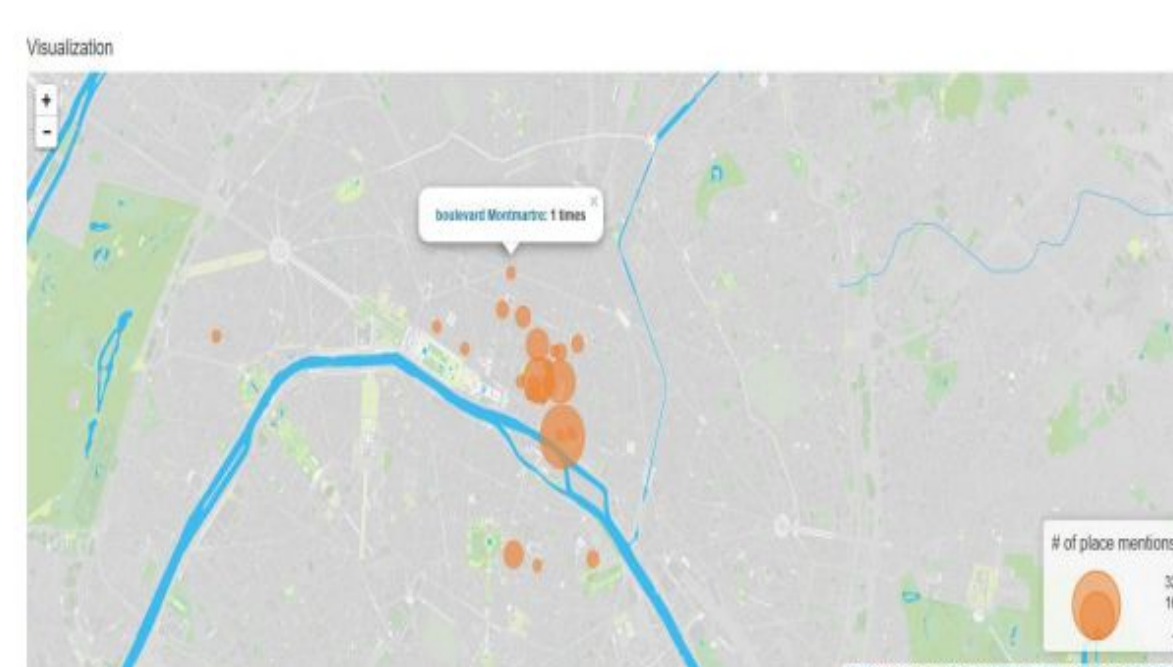 Visualization
+
-
boulevard Montmartre: 1 times
×
# of place mentions